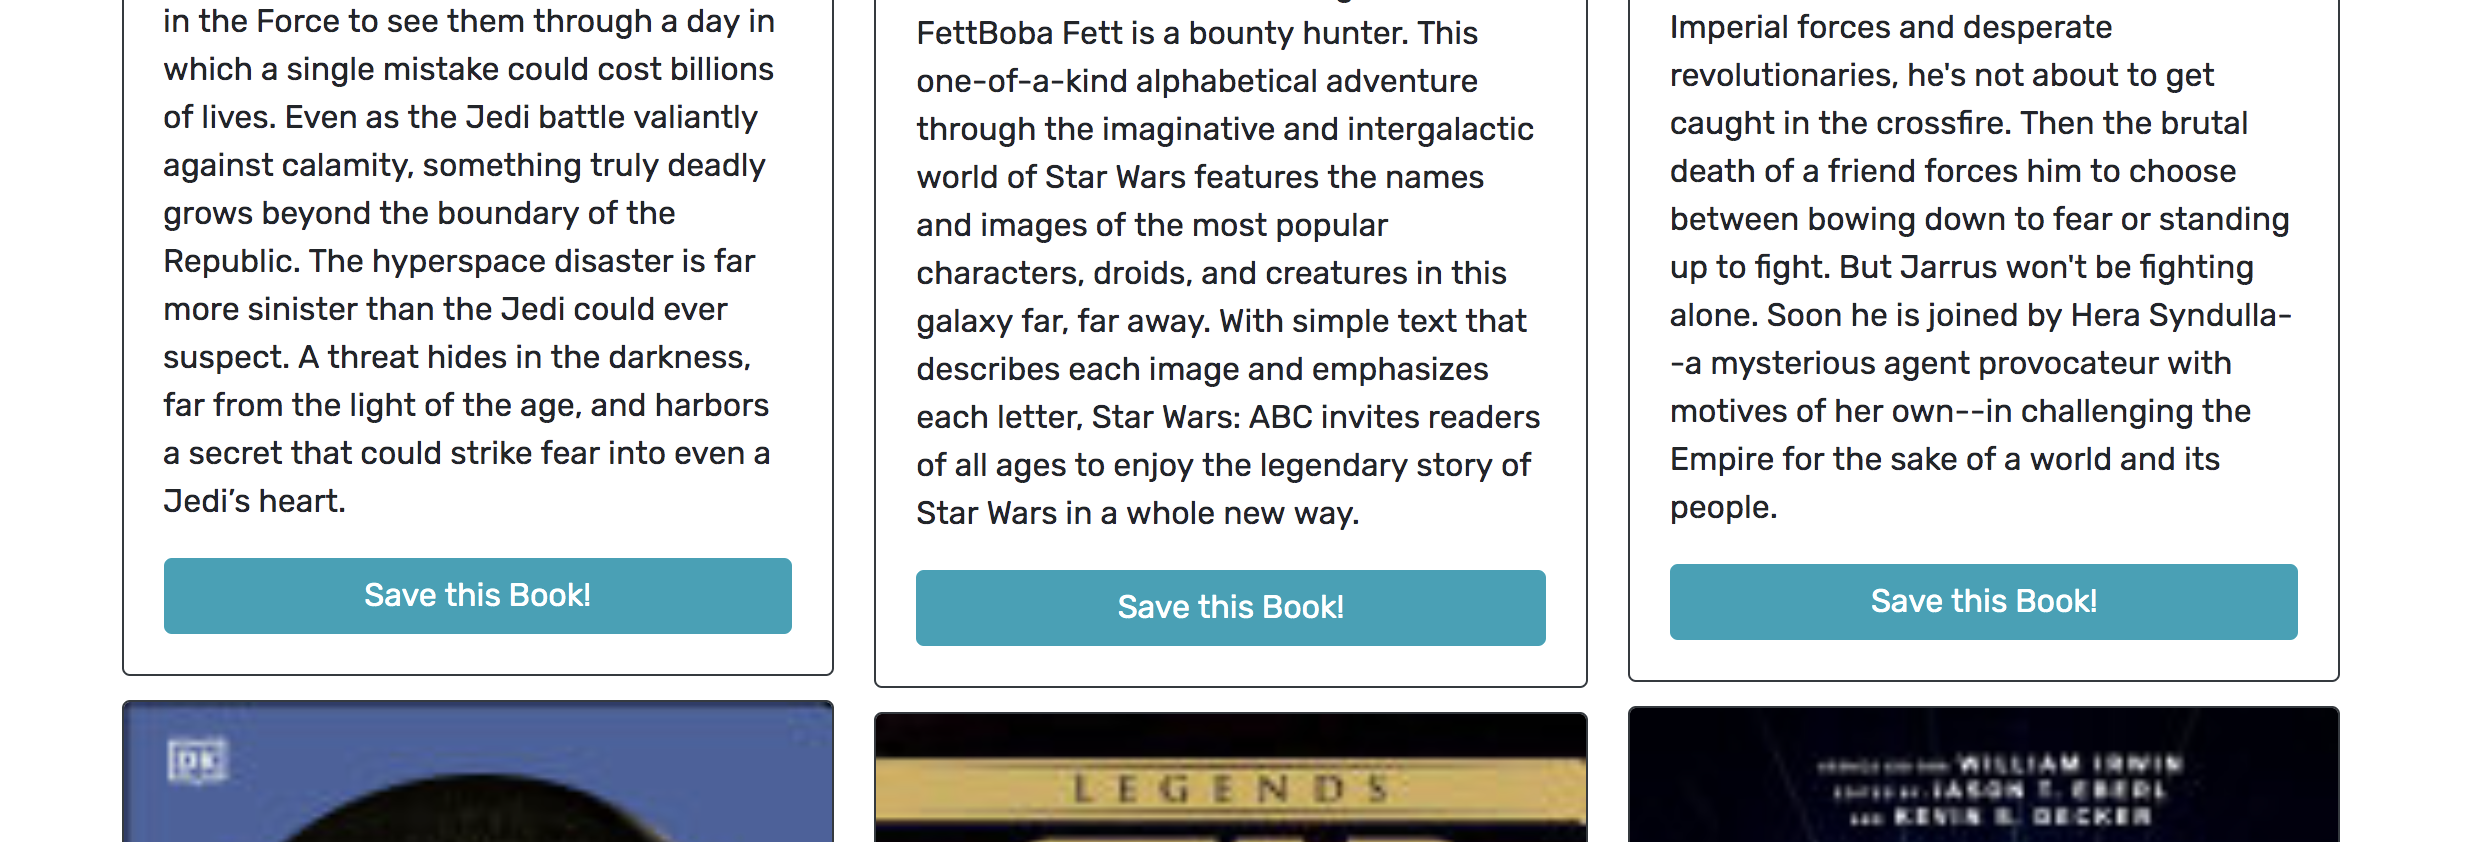 in the Force to see them through a day in
which a single mistake could cost billions
of lives. Even as the Jedi battle valiantly
against calamity, something truly deadly
grows beyond the boundary of the
Republic. The hyperspace disaster is far
more sinister than the Jedi could ever
suspect. A threat hides in the darkness,
far from the light of the age, and harbors
a secret that could strike fear into even a
Jedi’s heart.
Save this Book!
DK
FettBoba Fett is a bounty hunter. This
one-of-a-kind alphabetical adventure
through the imaginative and intergalactic
world of Star Wars features the names
and images of the most popular
characters, droids, and creatures in this
galaxy far, far away. With simple text that
describes each image and emphasizes
each letter, Star Wars: ABC invites readers
of all ages to enjoy the legendary story of
Star Wars in a whole new way.
Save this Book!
LEGENDS
Imperial forces and desperate
revolutionaries, he's not about to get
caught in the crossfire. Then the brutal
death of a friend forces him to choose
between bowing down to fear or standing
up to fight. But Jarrus won't be fighting
alone. Soon he is joined by Hera Syndulla-
-a mysterious agent provocateur with
motives of her own--in challenging the
Empire for the sake of a world and its
people.
Save this Book!
WILLIAM IRWIN
JASON T. EBERL
AND KEVIN S. DECKER